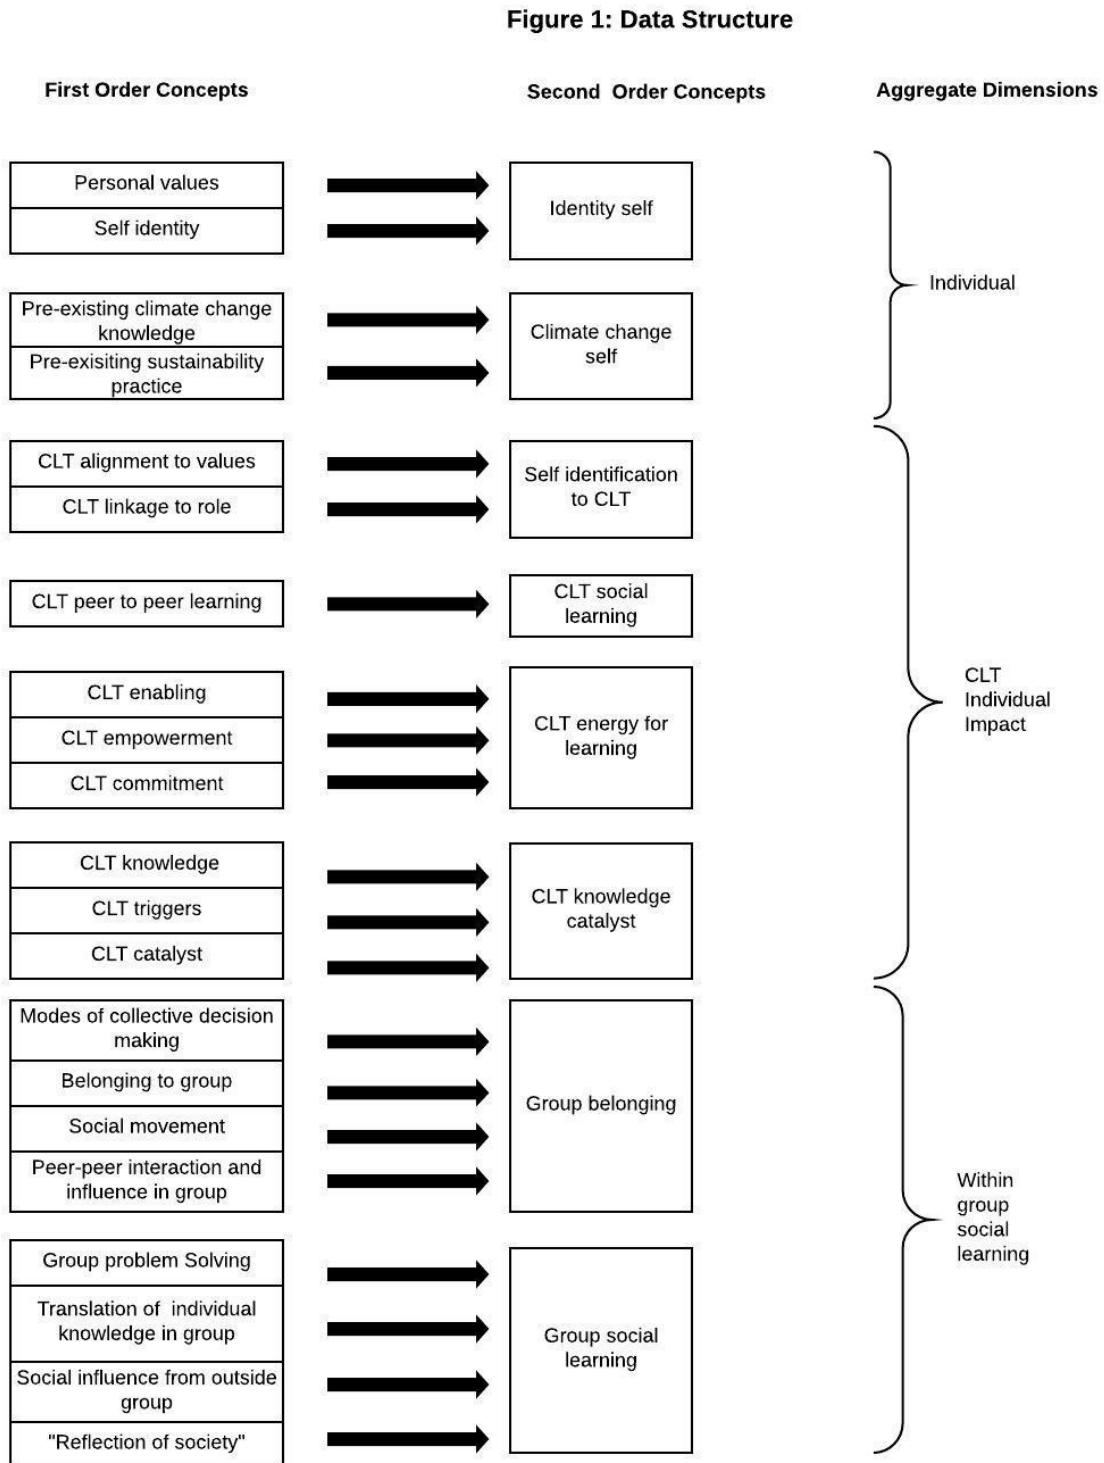 Figure 1: Data Structure
First Order Concepts
Second Order Concepts
Aggregate Dimensions
Personal values
Self identity
Identity self
Pre-existing climate change
knowledge
Pre-exisiting sustainability
practice
Climate change
self
Individual
CLT alignment to values
CLT linkage to role
Self identification
to CLT
CLT peer to peer learning
CLT social
learning
CLT enabling
CLT empowerment
CLT commitment
CLT energy for
learning
CLT knowledge
CLT triggers
CLT catalyst
CLT knowledge
catalyst
CLT
Individual
Impact
Modes of collective decision
making
Belonging to group
Social movement
Peer-peer interaction and
influence in group
Group belonging
Group problem Solving
Translation of individual
knowledge in group
Social influence from outside
group
"Reflection of society"
Group social
learning
Within
group
social
learning